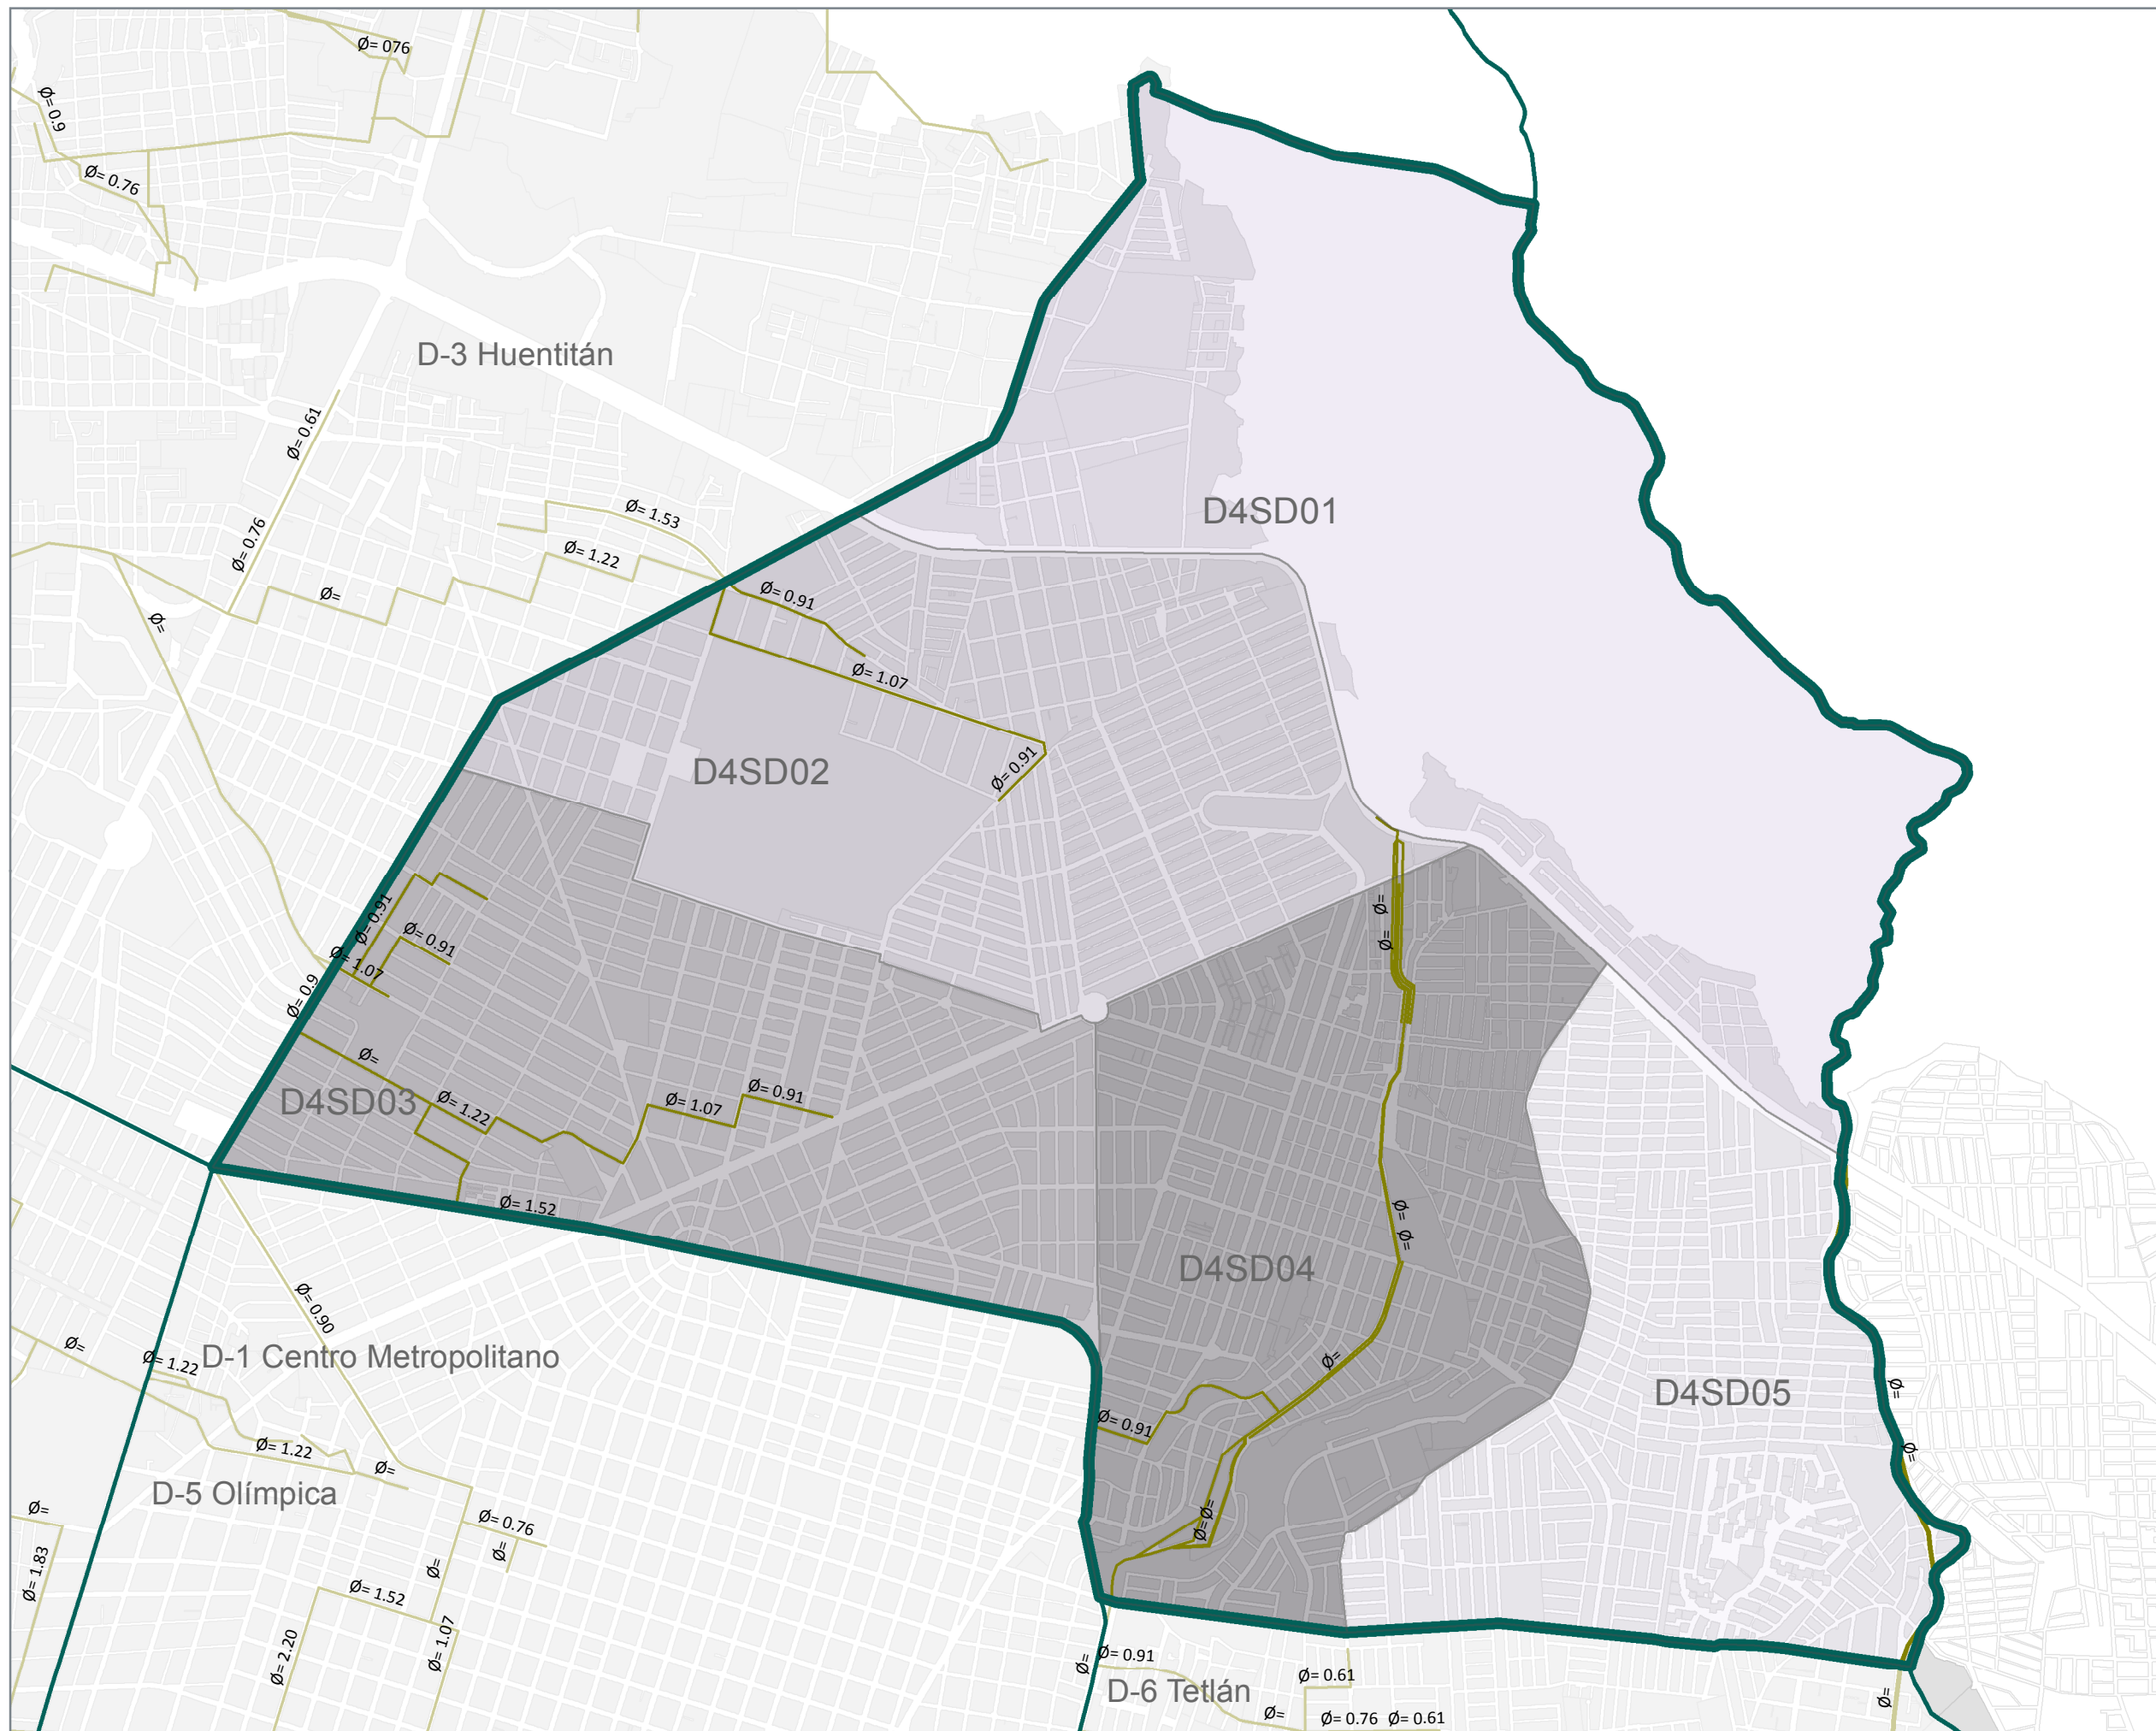 Ø= 076
Ø= 0.9
Ø= 0.76
D-3 Huentitán
Ø= 0.61
D4SD01
Ø= 1.53
Ø= 0.76
Ø= 1.22
Ø=
Ø= 0.91
Ø=
Ø= 1.07
D4SD02
Ø= 0.91
Ø= 0.91
Ø=
Ø= 0.91
Ø=
Ø= 1.07
Ø= 0.9
Ø=
D4SD03
Ø= 1.22
Ø= 1.07
Ø= 0.91
Ø= 1.52
Ø=
Ø=
D4SD04
Ø= 0.90
Ø=
Ø= 1.22
D-1 Centro Metropolitano
Ø=
D4SD05
Ø=
Ø= 0.91
Ø= 1.22
Ø=
Ø=
D-5 Olímpica
Ø=
Ø= 0.76
Ø=
Ø=
Ø=
Ø=
Ø= 1.83
Ø= 1.52
Ø= 1.07
Ø= 2.20
Ø=
Ø= 0.91
Ø= 0.61
D-6 Tetlán
Ø=
Ø=
Ø= 0.76
Ø= 0.61